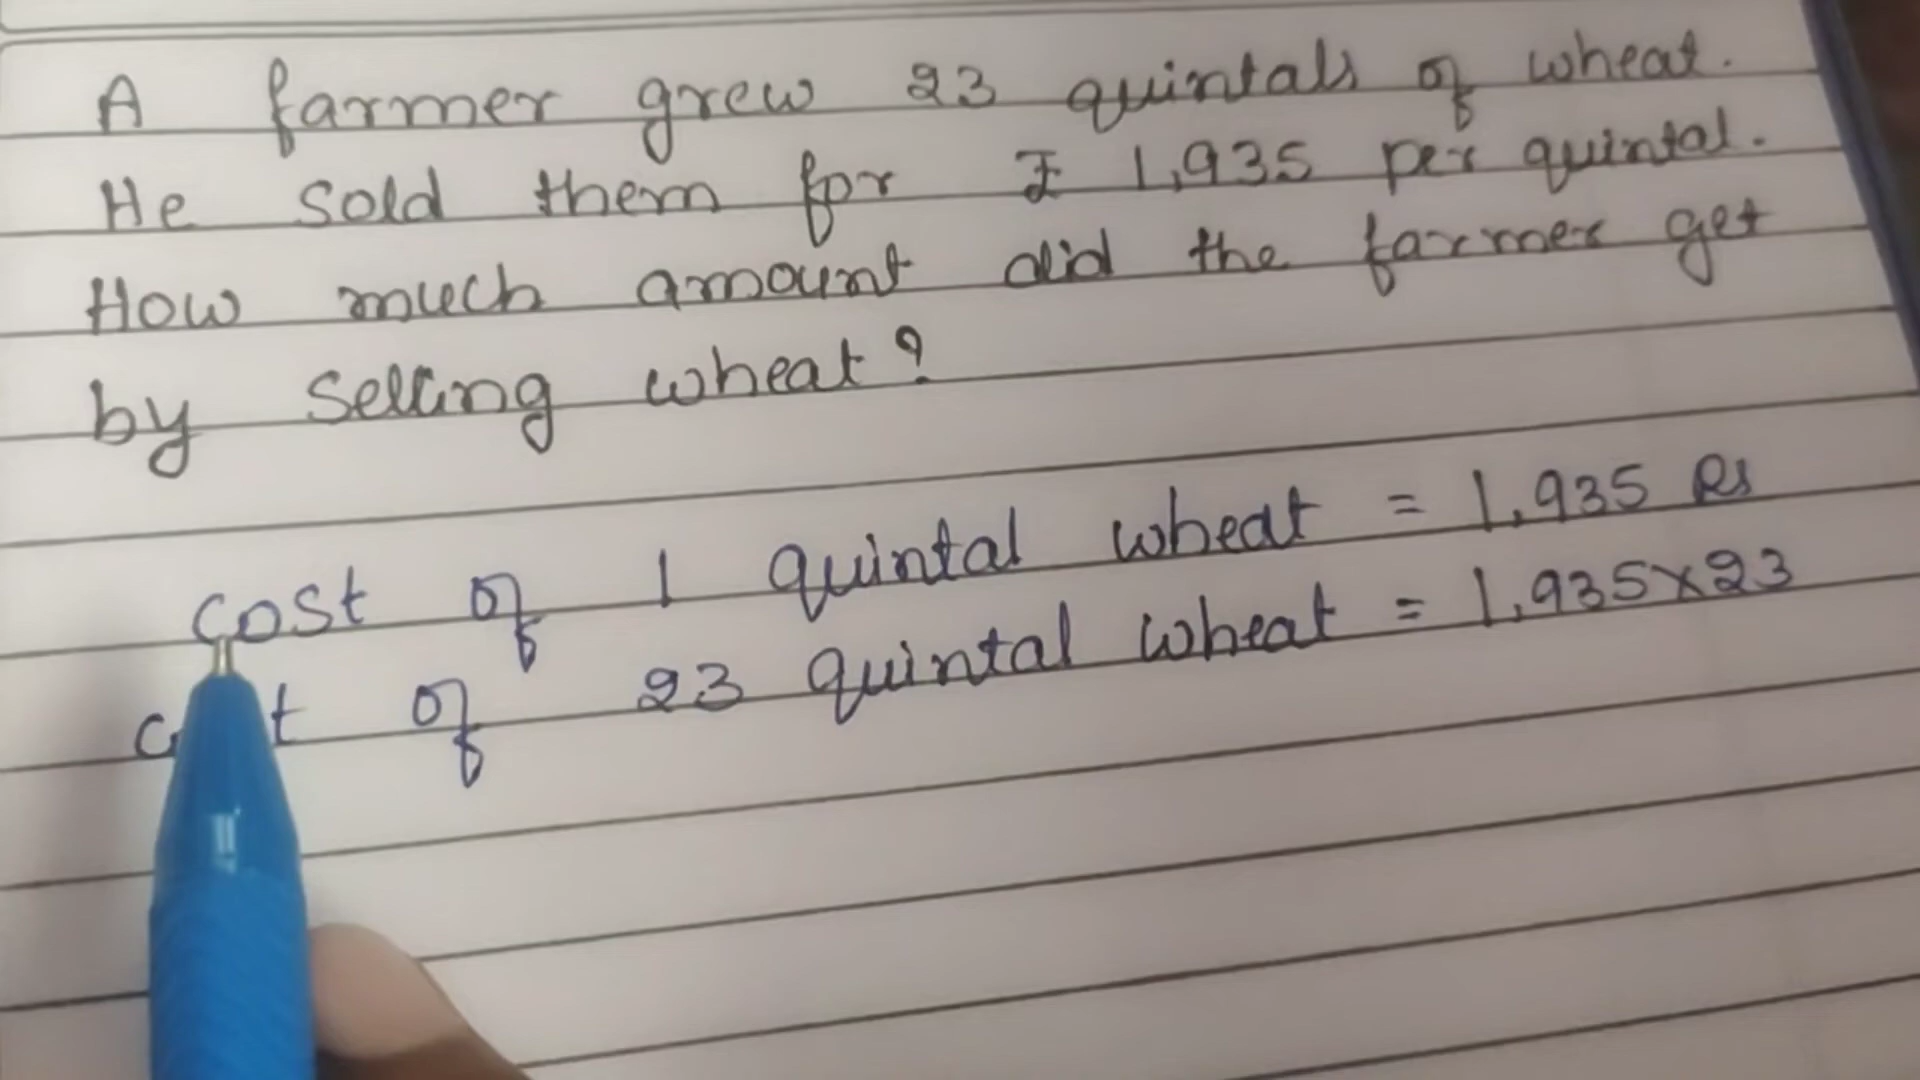 A farmer grew 23 quintals of wheat.
He sold them for ₹ 1,935 per quintal.
How much amount did the farmer get
by selling wheat?
cost of 1 quintal wheat = 1,935 Rs
of 23 quintal wheat = 1,935×23